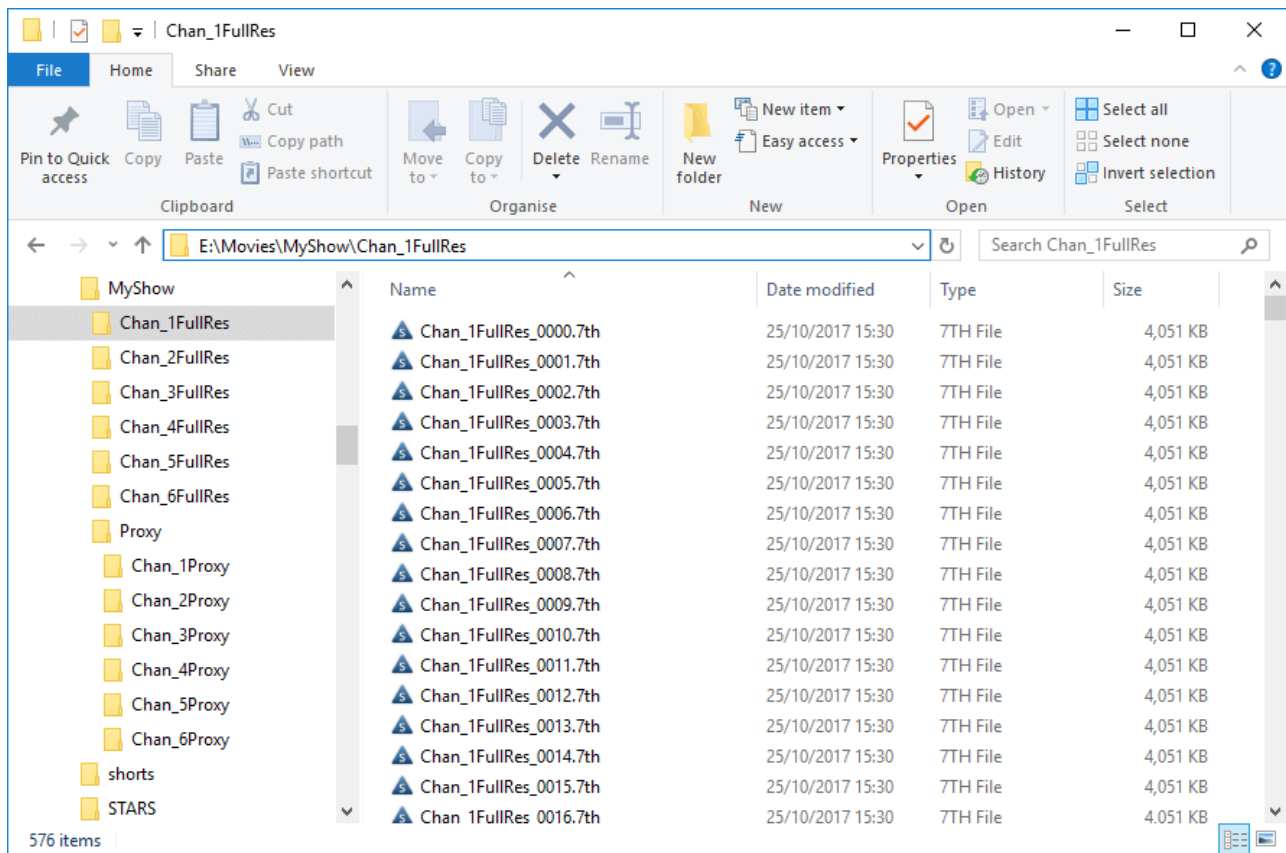 Chan_1FullRes
File Home Share View
Pin to Quick access
Copy
Paste
Cut
Copy path
Paste shortcut
Clipboard
Move to
Copy to
Delete
Rename
Organise
New folder
New item
Easy access
New
Properties
Open
Edit
History
Open
Select all
Select none
Invert selection
Select
E:\Movies\MyShow\Chan_1FullRes
Search Chan_1FullRes
MyShow
Chan_1FullRes
Chan_2FullRes
Chan_3FullRes
Chan_4FullRes
Chan_5FullRes
Chan_6FullRes
Proxy
Chan_1Proxy
Chan_2Proxy
Chan_3Proxy
Chan_4Proxy
Chan_5Proxy
Chan_6Proxy
shorts
STARS
Name Date modified Type Size
Chan_1FullRes_0000.7th 25/10/2017 15:30 7TH File 4,051 KB
Chan_1FullRes_0001.7th 25/10/2017 15:30 7TH File 4,051 KB
Chan_1FullRes_0002.7th 25/10/2017 15:30 7TH File 4,051 KB
Chan_1FullRes_0003.7th 25/10/2017 15:30 7TH File 4,051 KB
Chan_1FullRes_0004.7th 25/10/2017 15:30 7TH File 4,051 KB
Chan_1FullRes_0005.7th 25/10/2017 15:30 7TH File 4,051 KB
Chan_1FullRes_0006.7th 25/10/2017 15:30 7TH File 4,051 KB
Chan_1FullRes_0007.7th 25/10/2017 15:30 7TH File 4,051 KB
Chan_1FullRes_0008.7th 25/10/2017 15:30 7TH File 4,051 KB
Chan_1FullRes_0009.7th 25/10/2017 15:30 7TH File 4,051 KB
Chan_1FullRes_0010.7th 25/10/2017 15:30 7TH File 4,051 KB
Chan_1FullRes_0011.7th 25/10/2017 15:30 7TH File 4,051 KB
Chan_1FullRes_0012.7th 25/10/2017 15:30 7TH File 4,051 KB
Chan_1FullRes_0013.7th 25/10/2017 15:30 7TH File 4,051 KB
Chan_1FullRes_0014.7th 25/10/2017 15:30 7TH File 4,051 KB
Chan_1FullRes_0015.7th 25/10/2017 15:30 7TH File 4,051 KB
Chan_1FullRes_0016.7th 25/10/2017 15:30 7TH File 4,051 KB
576 items